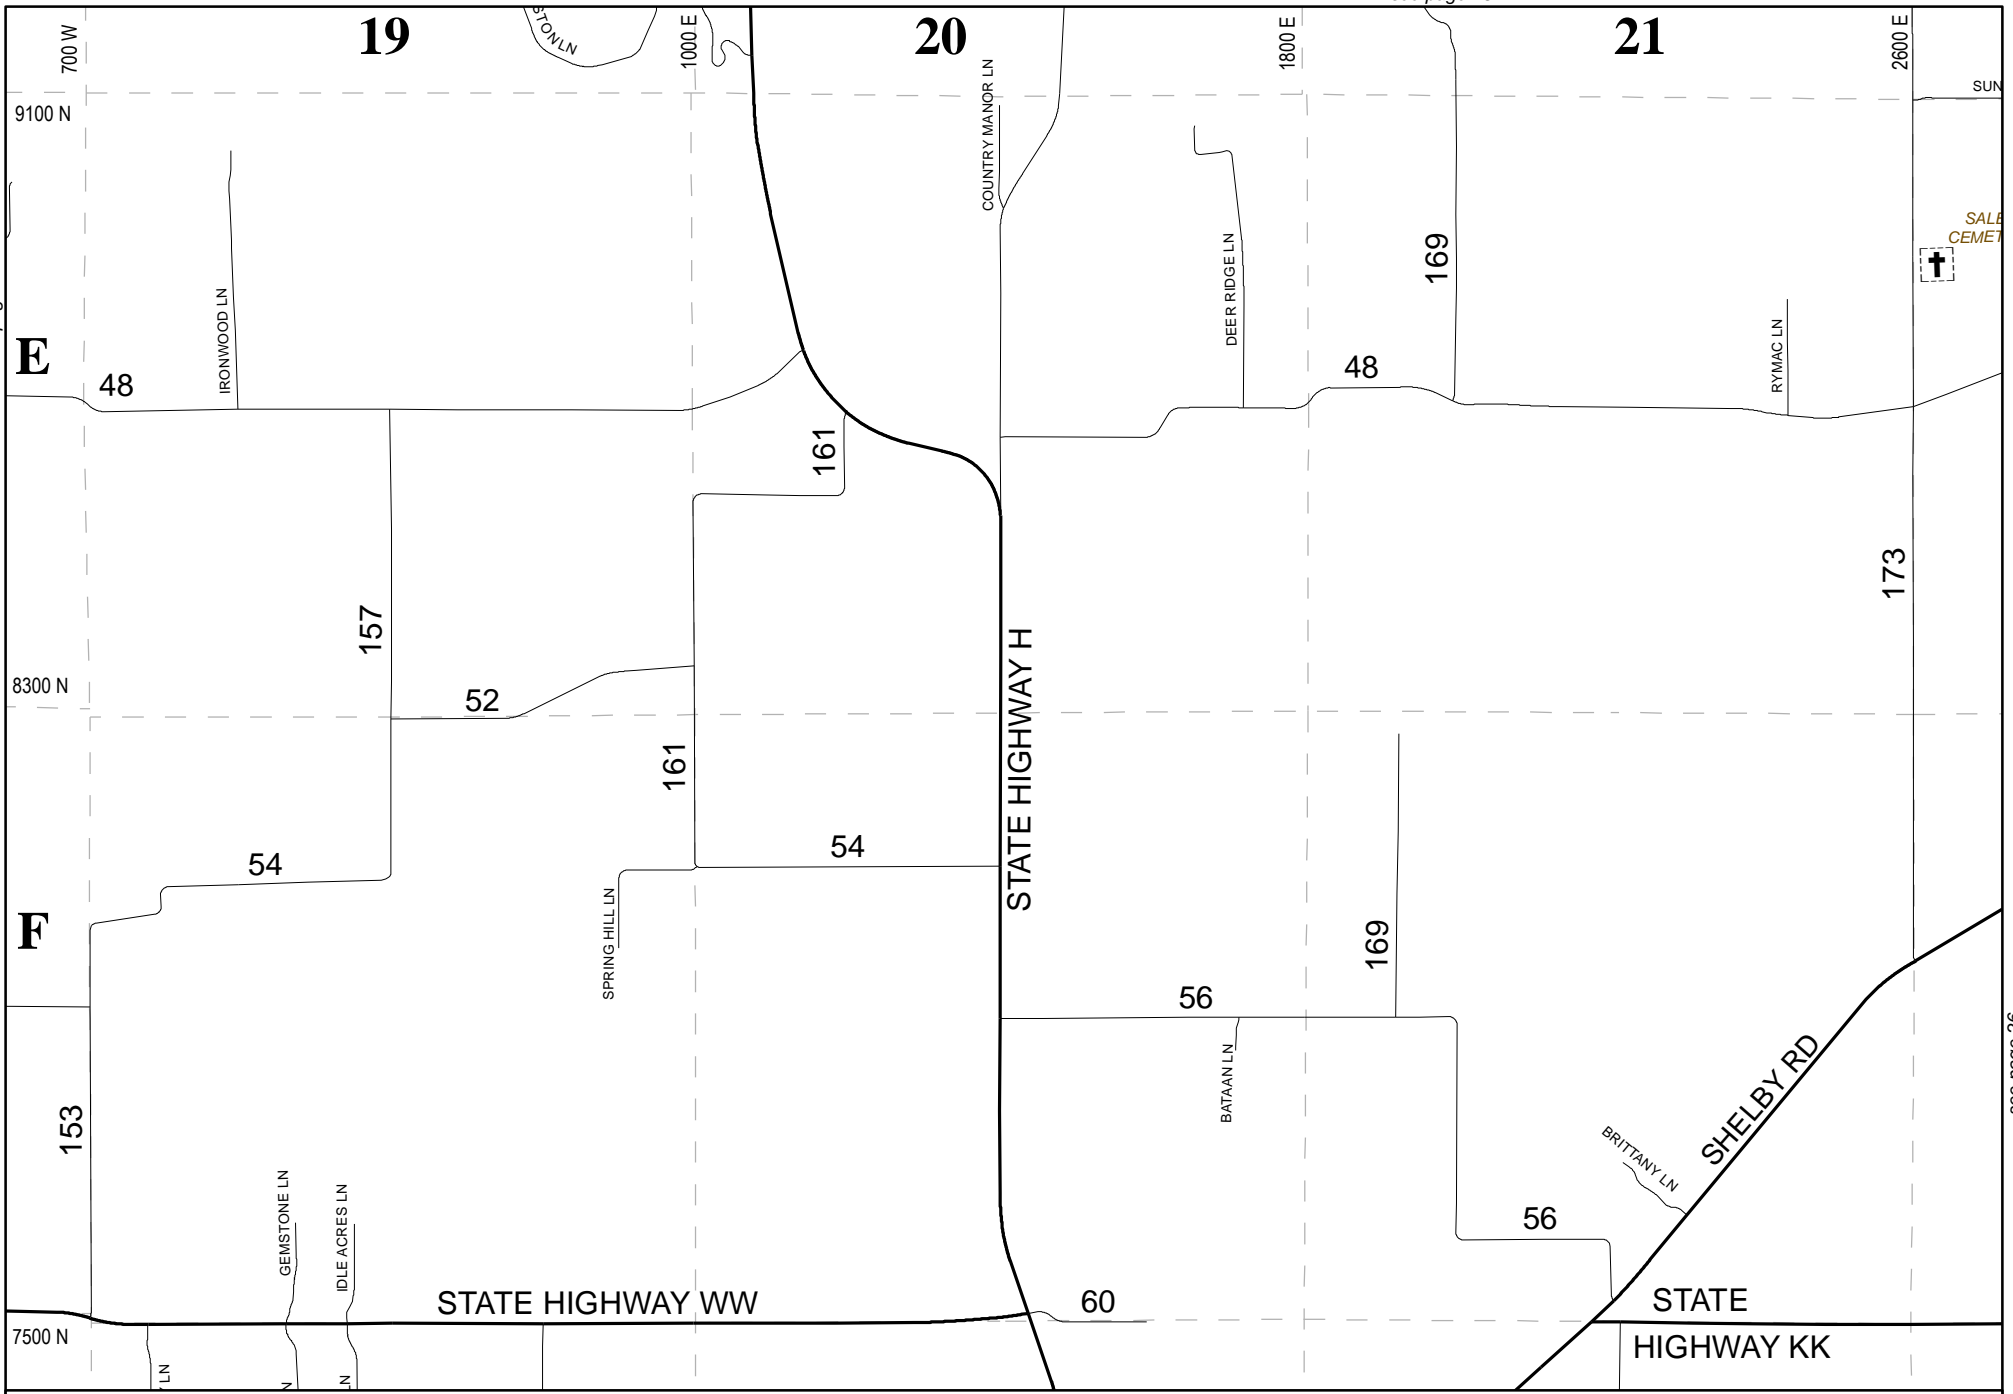 19
20
21
700 W
1000 E
1800 E
2600 E
9100 N
SUN
COUNTRY MANOR LN
DEER RIDGE LN
169
IRONWOOD LN
RYMAC LN
E
48
48
161
157
173
8300 N
52
161
STATE HIGHWAY H
54
54
F
SPRING HILL LN
169
56
BATAAN LN
SHELBY RD
153
BRITTANY LN
GEMSTONE LN
IDLE ACRES LN
56
STATE HIGHWAY WW
60
STATE
HIGHWAY KK
7500 N
LN
LN